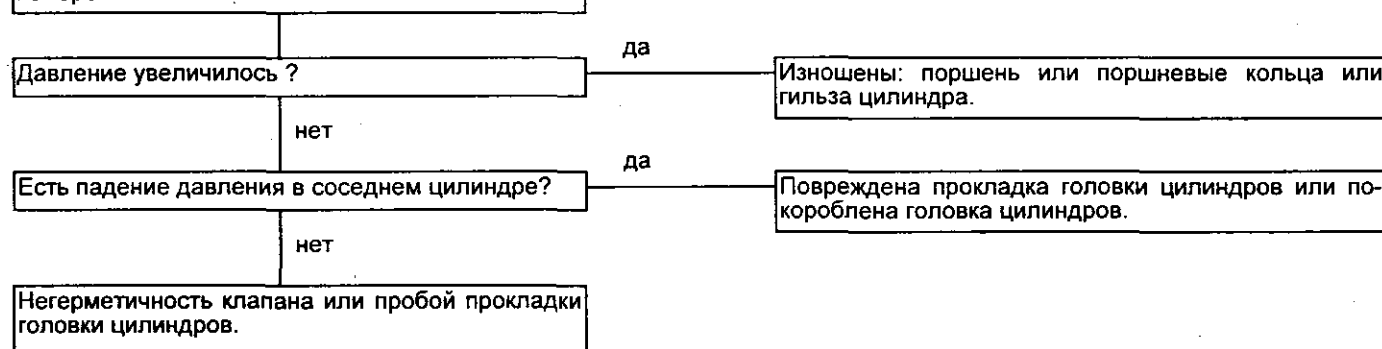 да
Давление увеличилось ?
Изношены: поршень или поршневые кольца или
гильза цилиндра.
нет
да
Есть падение давления в соседнем цилиндре?
Повреждена прокладка головки цилиндров или по-
короблена головка цилиндров.
нет
Негерметичность клапана или пробой прокладки
головки цилиндров.